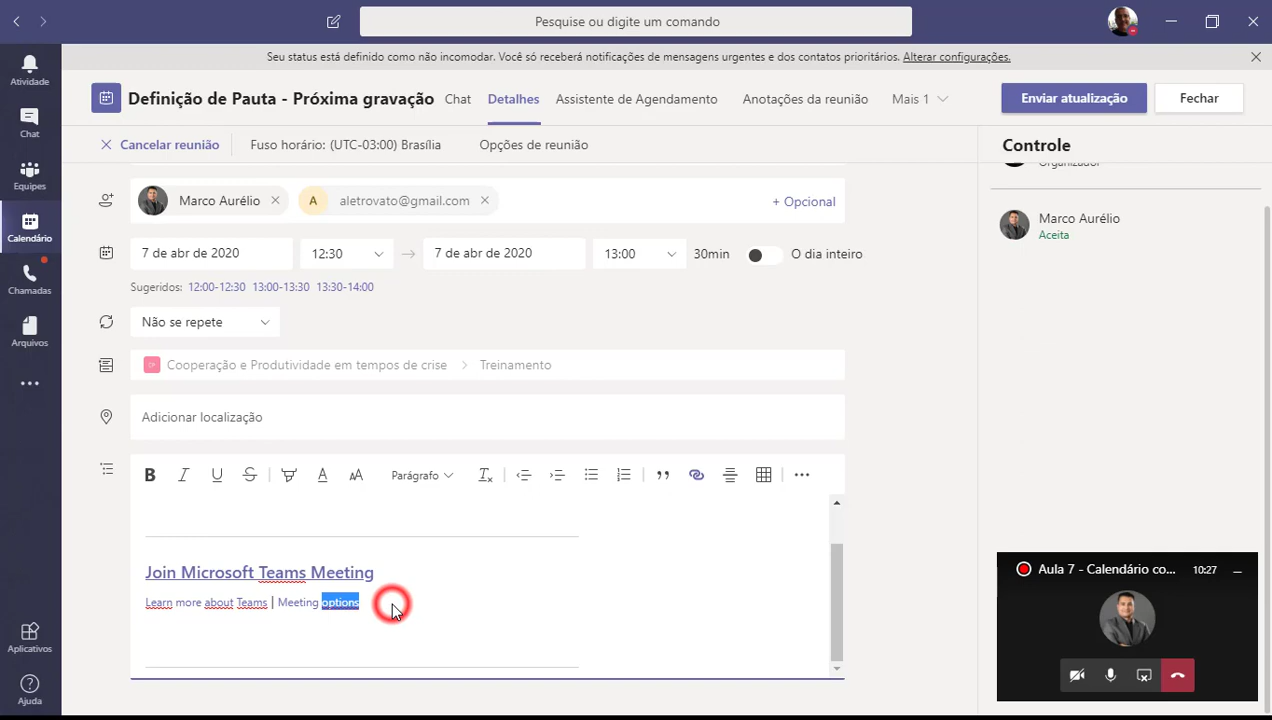 Pesquise ou digite um comando
Seu status está definido como não incomodar. Você só receberá notificações de mensagens urgentes e dos contatos prioritários. Alterar configurações.
Atividade
Chat
Equipes
Calendário
Chamadas
Arquivos
Aplicativos
Ajuda
Definição de Pauta - Próxima gravação Chat Detalhes Assistente de Agendamento Anotações da reunião Mais 1 Enviar atualização Fechar
Cancelar reunião Fuso horário: (UTC-03:00) Brasília Opções de reunião
Marco Aurélio A aletrovato@gmail.com + Opcional
7 de abr de 2020 12:30 7 de abr de 2020 13:00 30min O dia inteiro
Sugeridos: 12:00-12:30 13:00-13:30 13:30-14:00
Não se repete
Cooperação e Produtividade em tempos de crise > Treinamento
Adicionar localização
B I U S A AA Parágrafo
Join Microsoft Teams Meeting
Learn more about Teams | Meeting options
Controle
Organizador
Marco Aurélio
Aceita
Aula 7 - Calendário co... 10:27